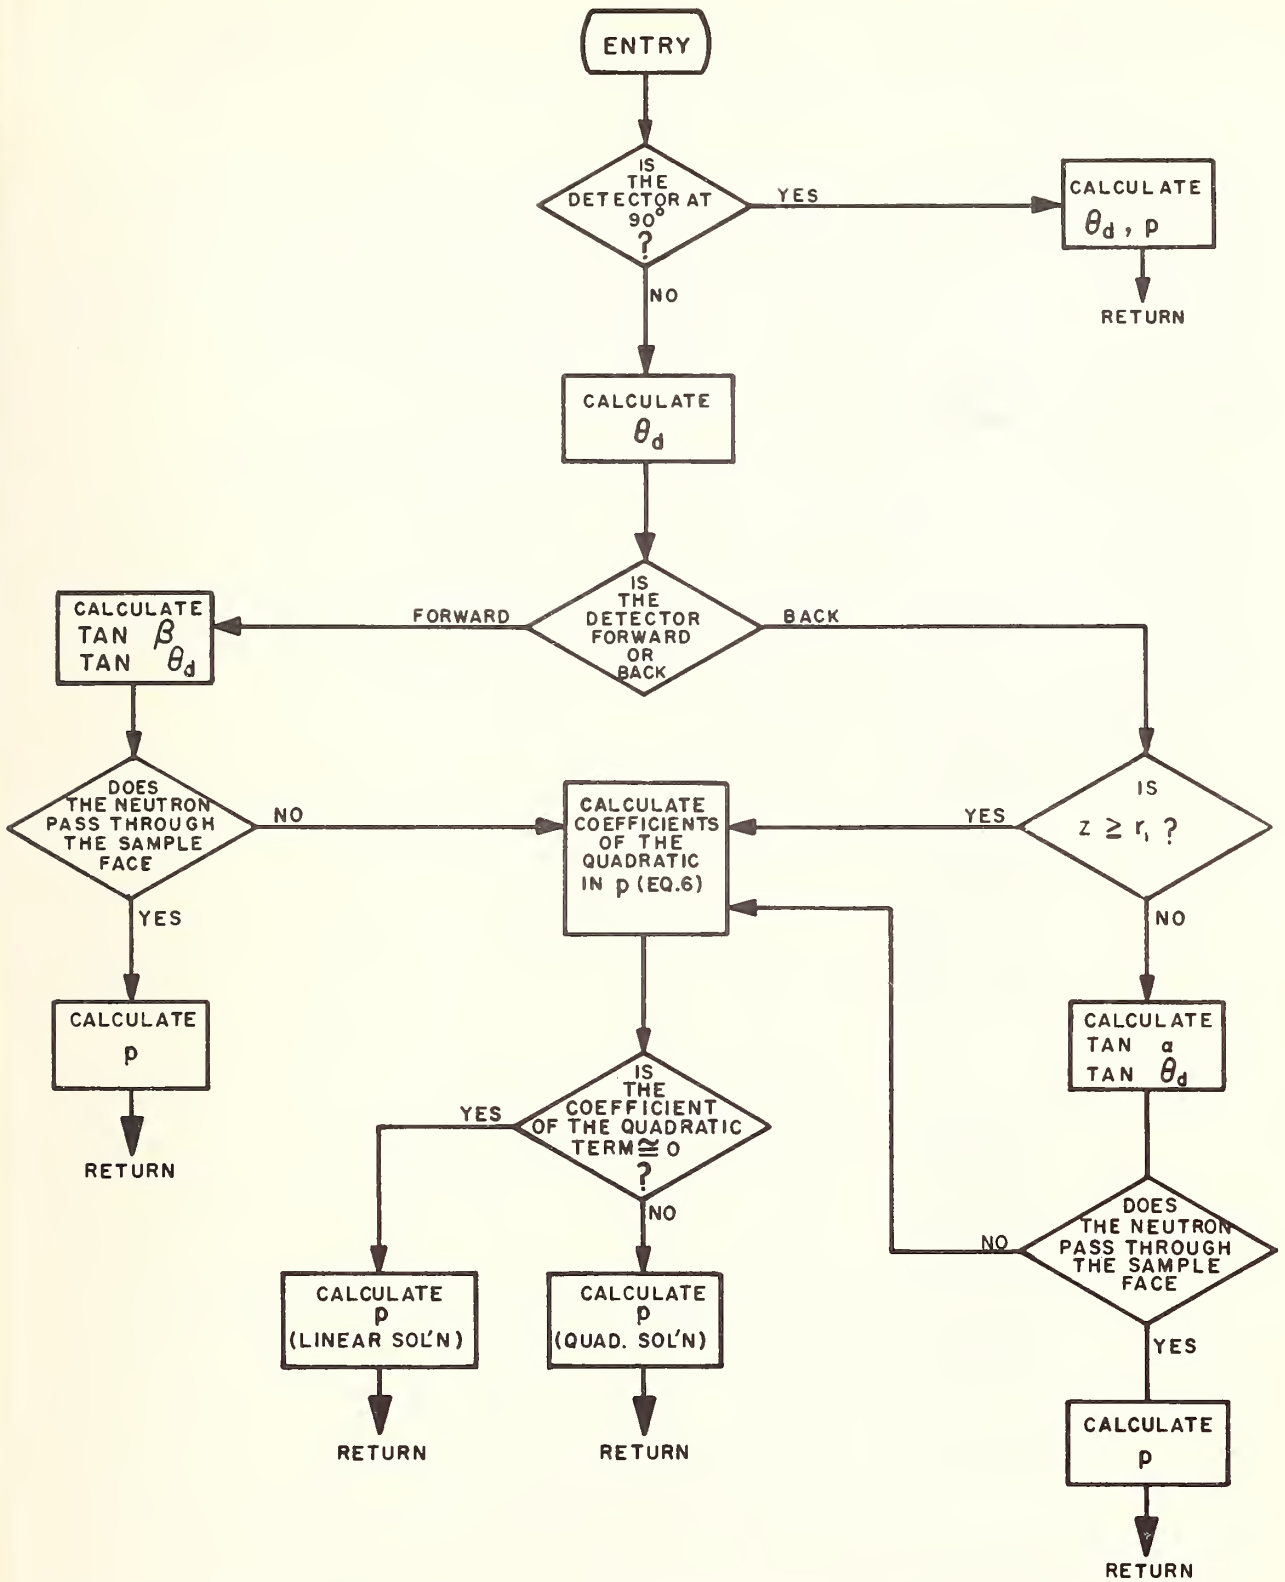 ENTRY
IS
THE
DETECTOR AT
90°
?
YES
CALCULATE
θd , p
RETURN
NO
CALCULATE
θd
IS
THE
DETECTOR
FORWARD
OR
BACK
FORWARD
BACK
CALCULATE
TAN β
TAN θd
DOES
THE NEUTRON
PASS THROUGH
THE SAMPLE
FACE
NO
YES
CALCULATE
p
RETURN
CALCULATE
COEFFICIENTS
OF THE
QUADRATIC
IN p (EQ.6)
IS
z ≥ r₁ ?
YES
NO
CALCULATE
TAN α
TAN θd
IS
THE
COEFFICIENT
OF THE QUADRATIC
TERM ≅ 0
?
YES
NO
CALCULATE
p
(LINEAR SOL'N)
RETURN
CALCULATE
p
(QUAD. SOL'N)
RETURN
DOES
THE NEUTRON
PASS THROUGH
THE SAMPLE
FACE
NO
YES
CALCULATE
p
RETURN